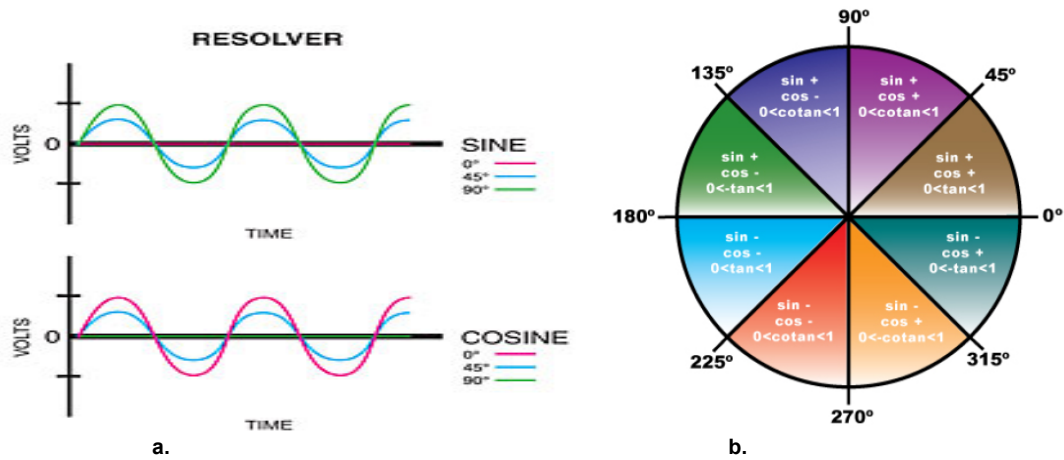 RESOLVER
VOLTS
0
SINE
0°
45°
90°
TIME
VOLTS
0
COSINE
0°
45°
90°
TIME
a.
90º
135º
45º
sin +
cos -
0<cotan<1
sin +
cos +
0<cotan<1
sin +
cos -
0<-tan<1
sin +
cos +
0<tan<1
180º
0º
sin -
cos -
0<tan<1
sin -
cos +
0<-tan<1
sin -
cos -
0<cotan<1
sin -
cos +
0<-cotan<1
225º
315º
270º
b.